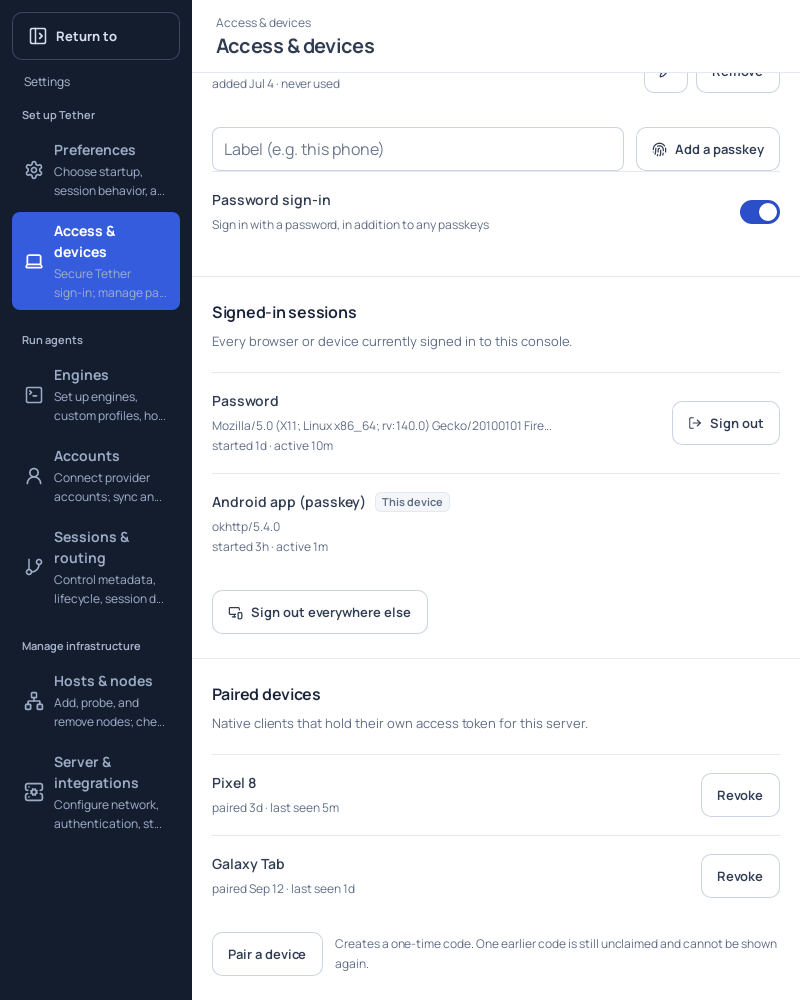 Return to
Settings
Set up Tether
Preferences
Choose startup,
session behavior, a...
Access &
devices
Secure Tether
sign-in; manage pa...
Run agents
Engines
Set up engines,
custom profiles, ho...
Accounts
Connect provider
accounts; sync an...
Sessions &
routing
Control metadata,
lifecycle, session d...
Manage infrastructure
Hosts & nodes
Add, probe, and
remove nodes; che...
Server &
integrations
Configure network,
authentication, st...
Access & devices
Access & devices
added Jul 4 · never used
Remove
Label (e.g. this phone)
Add a passkey
Password sign-in
Sign in with a password, in addition to any passkeys
Signed-in sessions
Every browser or device currently signed in to this console.
Password
Mozilla/5.0 (X11; Linux x86_64; rv:140.0) Gecko/20100101 Fire...
started 1d · active 10m
Sign out
Android app (passkey)
This device
okhttp/5.4.0
started 3h · active 1m
Sign out everywhere else
Paired devices
Native clients that hold their own access token for this server.
Pixel 8
paired 3d · last seen 5m
Revoke
Galaxy Tab
paired Sep 12 · last seen 1d
Revoke
Pair a device
Creates a one-time code. One earlier code is still unclaimed and cannot be shown
again.